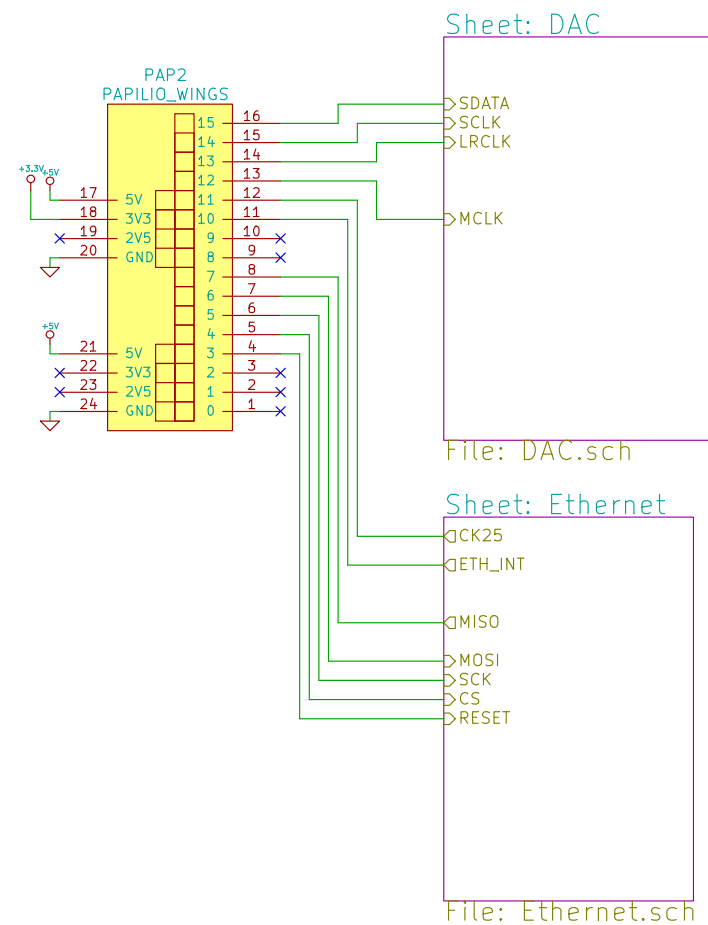 Sheet: DAC
PAP2
PAPILIO_WINGS
SDATA
SCLK
LRCLK
MCLK
File: DAC.sch
15 16
14 15
13 14
12 13
+3.3V +5V
17 5V 11 12
18 3V3 10 11
19 2V5 9 10
20 GND 8 9
7 8
6 7
5 6
+5V
4 5
21 5V 3 4
22 3V3 2 3
23 2V5 1 2
24 GND 0 1
Sheet: Ethernet
CK25
ETH_INT
MISO
MOSI
SCK
CS
RESET
File: Ethernet.sch